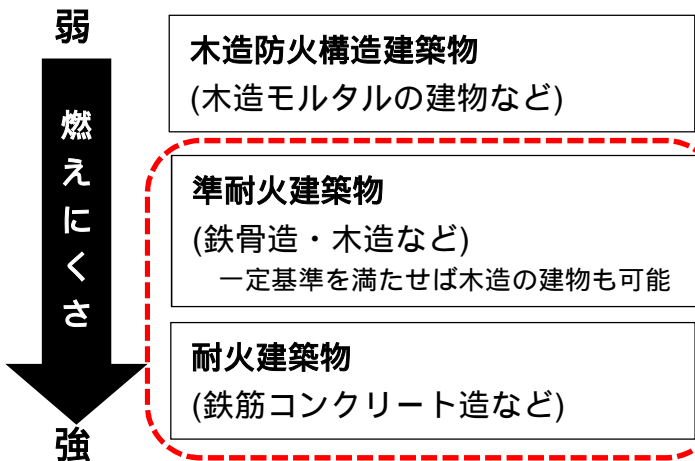 弱
燃えにくさ
強
木造防火構造建築物
(木造モルタルの建物など)
準耐火建築物
(鉄骨造・木造など)
一定基準を満たせば木造の建物も可能
耐火建築物
(鉄筋コンクリート造など)